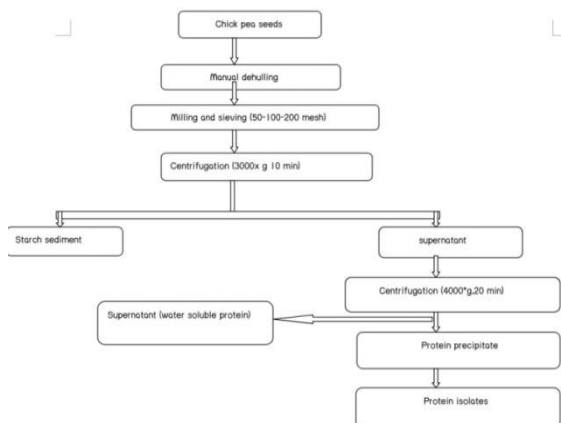 Chick pea seeds
Manual dehulling
Milling and sieving (50-100-200 mesh)
Centrifugation (3000x g 10 min)
Starch sediment
supernatant
Centrifugation (4000*g,20 min)
Supernatant (water soluble protein)
Protein precipitate
Protein isolates